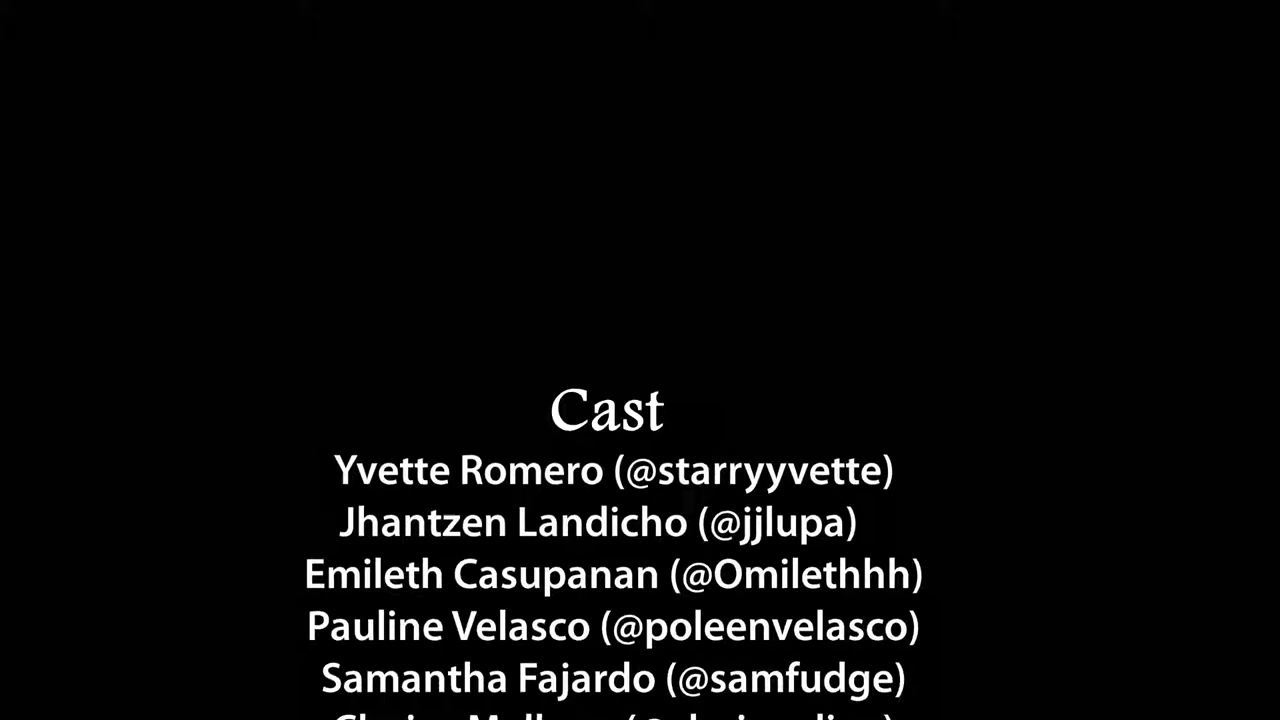 Cast
Yvette Romero (@starryyvette)
Jhantzen Landicho (@jjlupa)
Emileth Casupanan (@Omilethhh)
Pauline Velasco (@poleenvelasco)
Samantha Fajardo (@samfudge)